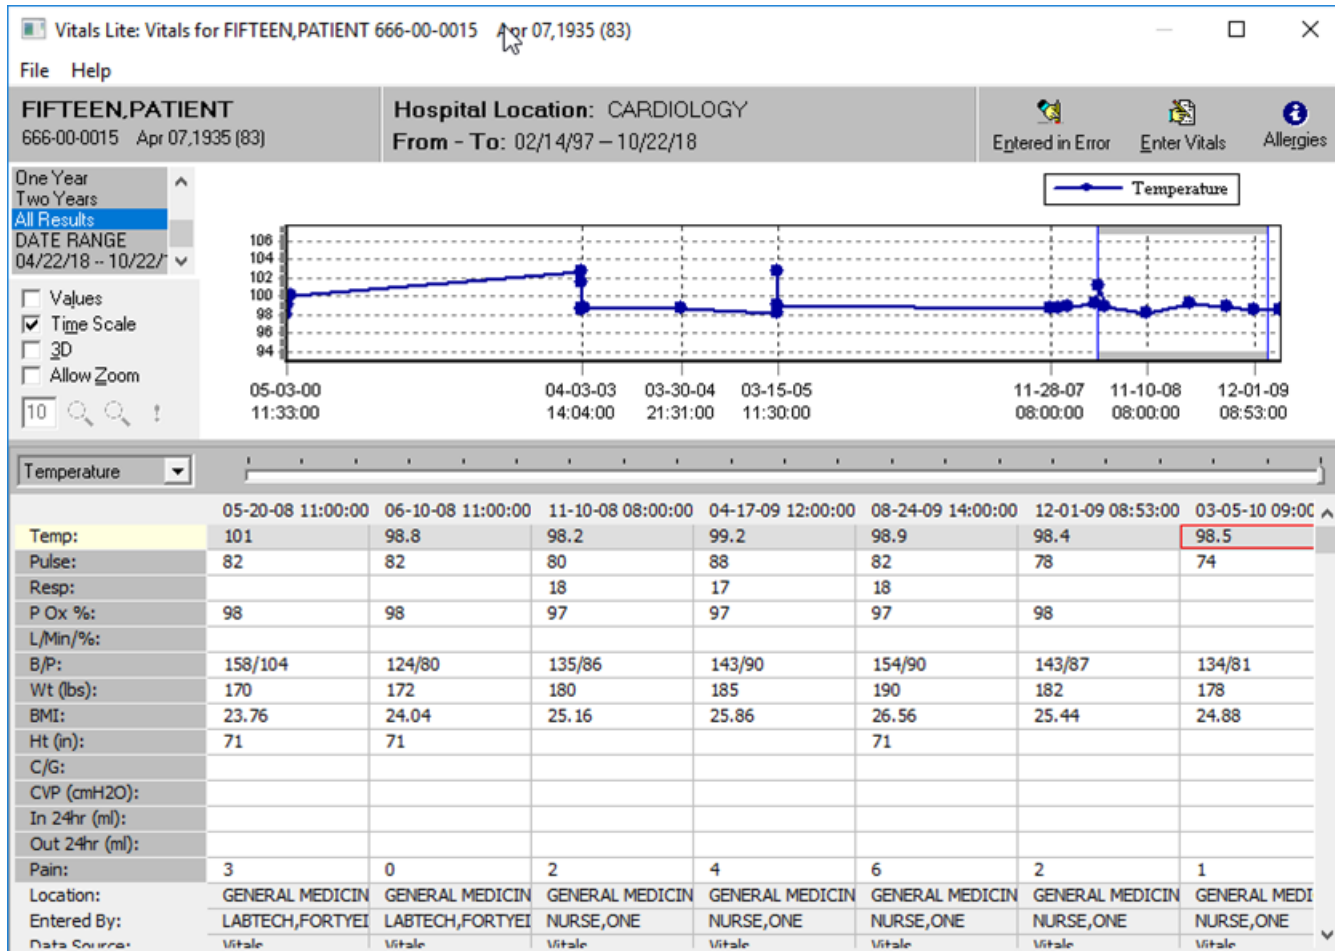 Vitals Lite: Vitals for FIFTEEN,PATIENT 666-00-0015 Apr 07,1935 (83)
File Help
FIFTEEN,PATIENT
666-00-0015 Apr 07,1935 (83)
Hospital Location: CARDIOLOGY
From - To: 02/14/97 – 10/22/18
Entered in Error Enter Vitals Allergies
One Year
Two Years
All Results
DATE RANGE
04/22/18 -- 10/22/
Values
Time Scale
3D
Allow Zoom
10
Temperature
106
104
102
100
98
96
94
05-03-00 04-03-03 03-30-04 03-15-05 11-28-07 11-10-08 12-01-09
11:33:00 14:04:00 21:31:00 11:30:00 08:00:00 08:00:00 08:53:00
Temperature
05-20-08 11:00:00 06-10-08 11:00:00 11-10-08 08:00:00 04-17-09 12:00:00 08-24-09 14:00:00 12-01-09 08:53:00 03-05-10 09:00
Temp: 101 98.8 98.2 99.2 98.9 98.4 98.5
Pulse: 82 82 80 88 82 78 74
Resp: 18 17 18
P Ox %: 98 98 97 97 97 98
L/Min/%:
B/P: 158/104 124/80 135/86 143/90 154/90 143/87 134/81
Wt (lbs): 170 172 180 185 190 182 178
BMI: 23.76 24.04 25.16 25.86 26.56 25.44 24.88
Ht (in): 71 71 71
C/G:
CVP (cmH2O):
In 24hr (ml):
Out 24hr (ml):
Pain: 3 0 2 4 6 2 1
Location: GENERAL MEDICIN GENERAL MEDICIN GENERAL MEDICIN GENERAL MEDICIN GENERAL MEDICIN GENERAL MEDICIN GENERAL MEDI
Entered By: LABTECH,FORTYEI LABTECH,FORTYEI NURSE,ONE NURSE,ONE NURSE,ONE NURSE,ONE NURSE,ONE
Data Source: Vitals Vitals Vitals Vitals Vitals Vitals Vitals